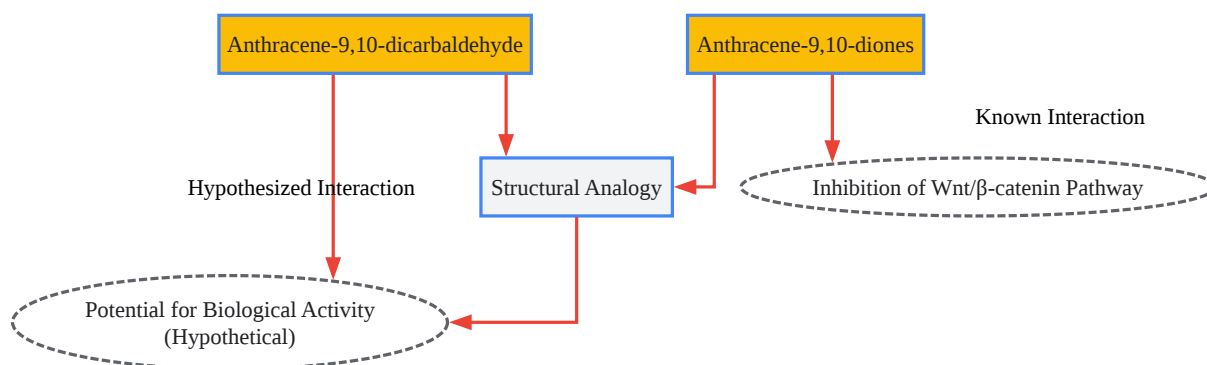 Anthracene-9,10-dicarbaldehyde
Anthracene-9,10-diones
Known Interaction
Hypothesized Interaction
Structural Analogy
Inhibition of Wnt/β-catenin Pathway
Potential for Biological Activity
(Hypothetical)